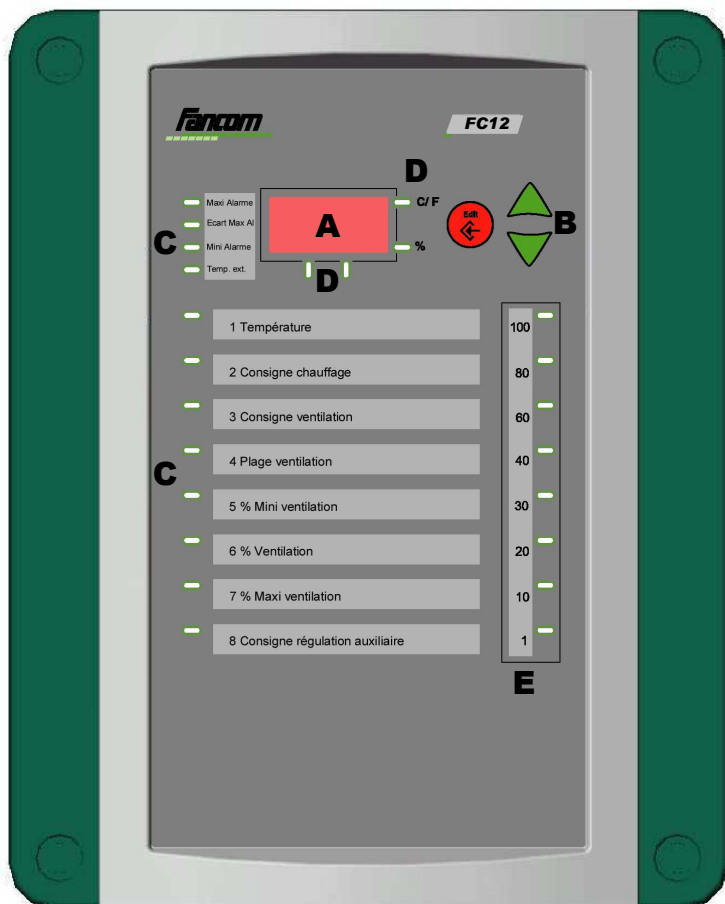 Fancom
FC12
D
Maxi Alarme
C/ F
Ecart Max Al
Edit
A
B
C
Mini Alarme
%
Temp. ext.
D
1 Température
100
2 Consigne chauffage
80
3 Consigne ventilation
60
4 Plage ventilation
40
C
5 % Mini ventilation
30
6 % Ventilation
20
7 % Maxi ventilation
10
8 Consigne régulation auxiliaire
1
E